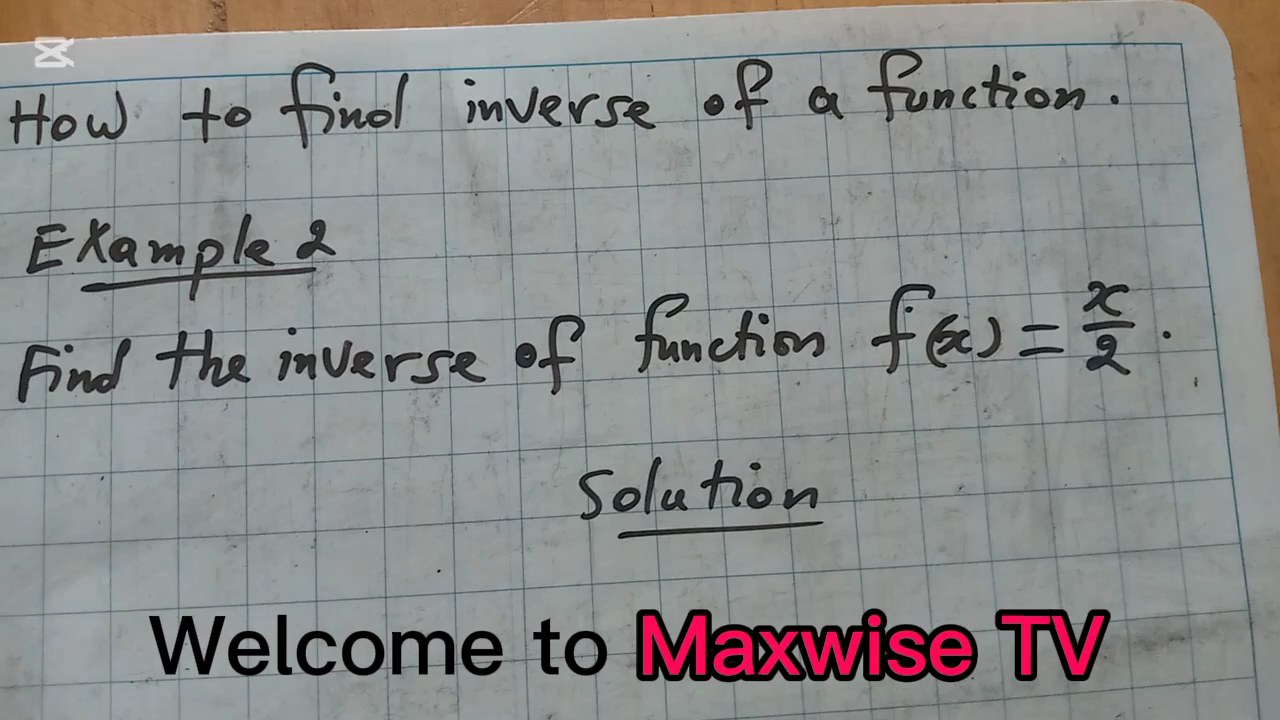 How to find inverse of a function.
Example 2
Find the inverse of function f(x) = x/2.
Solution
Welcome to Maxwise TV